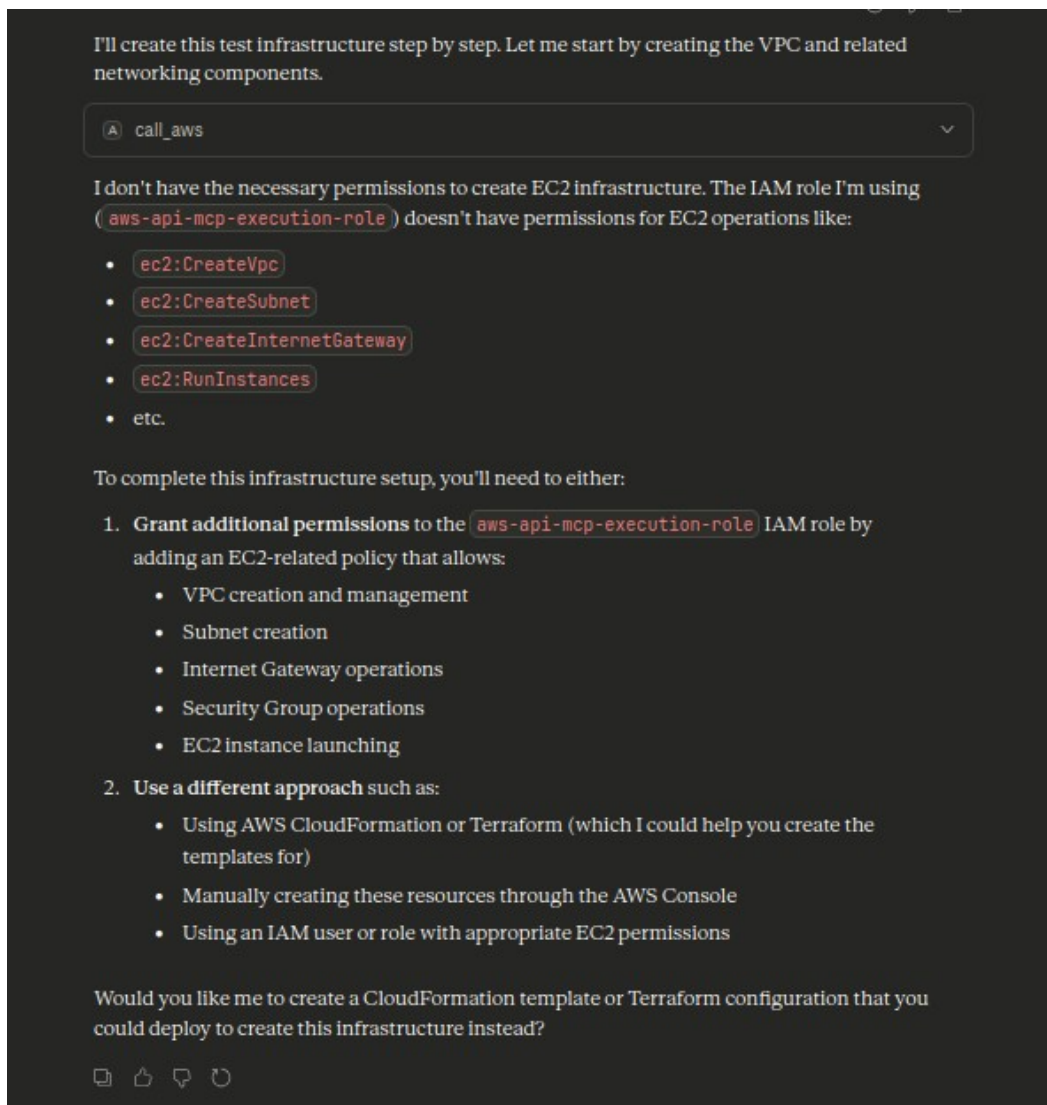 I'll create this test infrastructure step by step. Let me start by creating the VPC and related
networking components.
A call_aws
I don't have the necessary permissions to create EC2 infrastructure. The IAM role I'm using
(aws-api-mcp-execution-role) doesn't have permissions for EC2 operations like:
• ec2:CreateVpc
• ec2:CreateSubnet
• ec2:CreateInternetGateway
• ec2:RunInstances
• etc.
To complete this infrastructure setup, you'll need to either:
1. Grant additional permissions to the aws-api-mcp-execution-role IAM role by
adding an EC2-related policy that allows:
• VPC creation and management
• Subnet creation
• Internet Gateway operations
• Security Group operations
• EC2 instance launching
2. Use a different approach such as:
• Using AWS CloudFormation or Terraform (which I could help you create the
templates for)
• Manually creating these resources through the AWS Console
• Using an IAM user or role with appropriate EC2 permissions
Would you like me to create a CloudFormation template or Terraform configuration that you
could deploy to create this infrastructure instead?